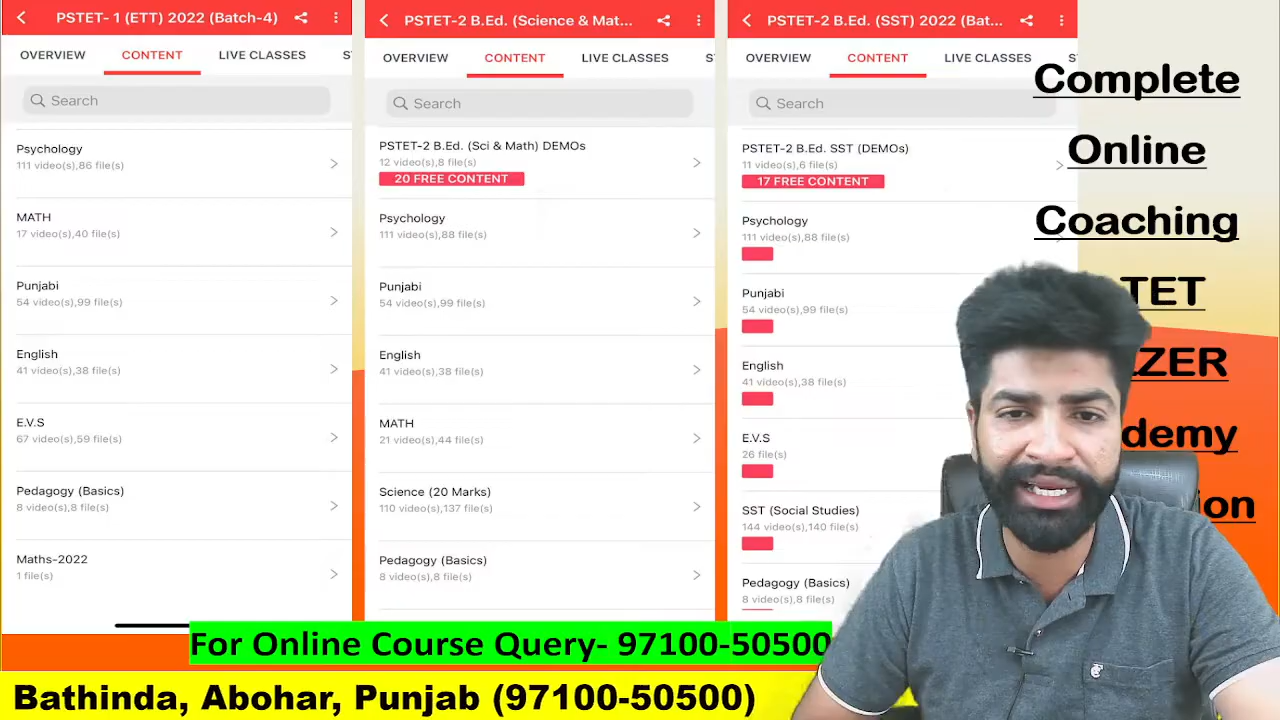 PSTET- 1 (ETT) 2022 (Batch-4)
OVERVIEW
CONTENT
LIVE CLASSES
Search
Psychology
111 video(s),86 file(s)
MATH
17 video(s),40 file(s)
Punjabi
54 video(s),99 file(s)
English
41 video(s),38 file(s)
E.V.S
67 video(s),59 file(s)
Pedagogy (Basics)
8 video(s),8 file(s)
Maths-2022
1 file(s)
PSTET-2 B.Ed. (Science & Mat...
OVERVIEW
CONTENT
LIVE CLASSES
Search
PSTET-2 B.Ed. (Sci & Math) DEMOs
12 video(s),8 file(s)
20 FREE CONTENT
Psychology
111 video(s),88 file(s)
Punjabi
54 video(s),99 file(s)
English
41 video(s),38 file(s)
MATH
21 video(s),44 file(s)
Science (20 Marks)
110 video(s),137 file(s)
Pedagogy (Basics)
8 video(s),8 file(s)
PSTET-2 B.Ed. (SST) 2022 (Bat...
OVERVIEW
CONTENT
LIVE CLASSES
Search
PSTET-2 B.Ed. SST (DEMOs)
11 video(s),6 file(s)
17 FREE CONTENT
Psychology
111 video(s),88 file(s)
Punjabi
54 video(s),99 file(s)
English
41 video(s),38 file(s)
E.V.S
26 file(s)
SST (Social Studies)
144 video(s),140 file(s)
Pedagogy (Basics)
8 video(s),8 file(s)
Complete
Online
Coaching
TET
ZER
demy
ion
For Online Course Query- 97100-50500
Bathinda, Abohar, Punjab (97100-50500)